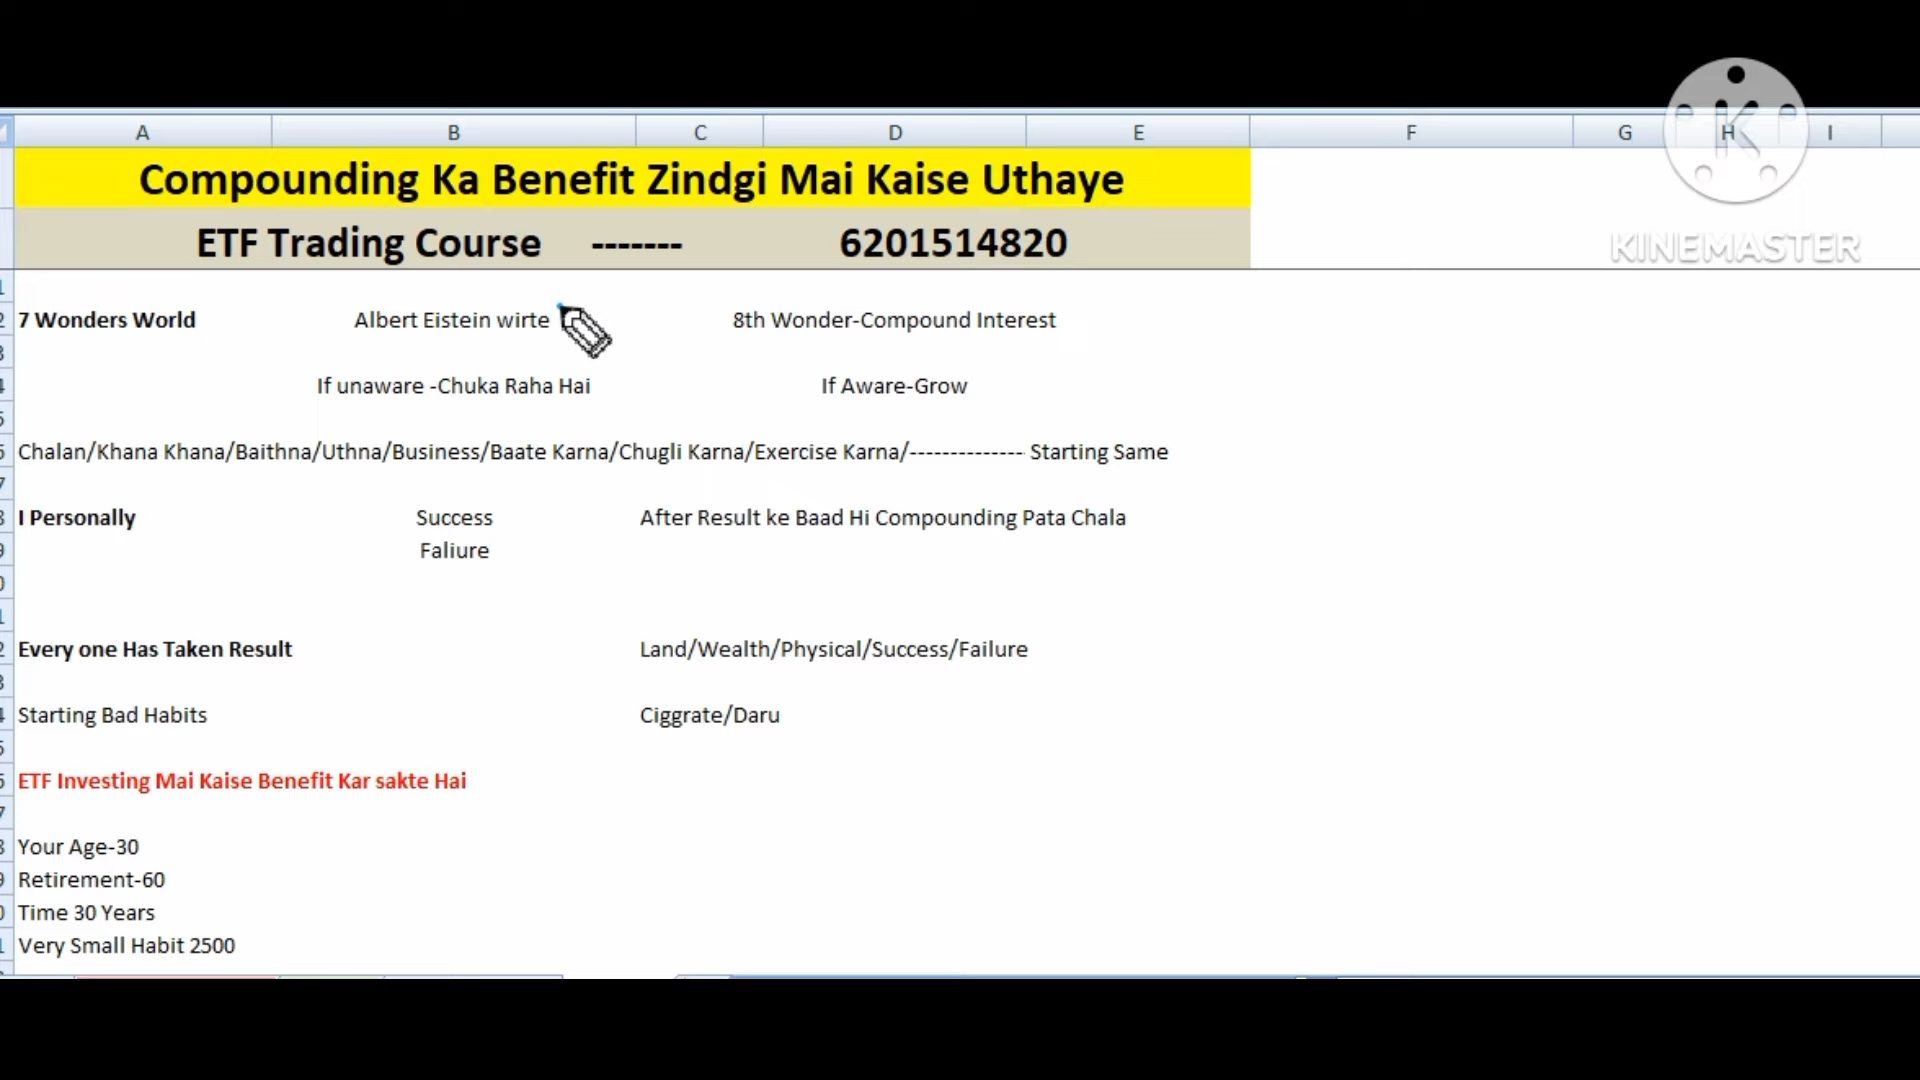 A B C D E F G H I
Compounding Ka Benefit Zindgi Mai Kaise Uthaye
ETF Trading Course ------- 6201514820
KINEMASTER
7 Wonders World Albert Eistein wirte 8th Wonder-Compound Interest
If unaware -Chuka Raha Hai If Aware-Grow
Chalan/Khana Khana/Baithna/Uthna/Business/Baate Karna/Chugli Karna/Exercise Karna/-------------- Starting Same
I Personally Success After Result ke Baad Hi Compounding Pata Chala
Faliure
Every one Has Taken Result Land/Wealth/Physical/Success/Failure
Starting Bad Habits Ciggrate/Daru
ETF Investing Mai Kaise Benefit Kar sakte Hai
Your Age-30
Retirement-60
Time 30 Years
Very Small Habit 2500